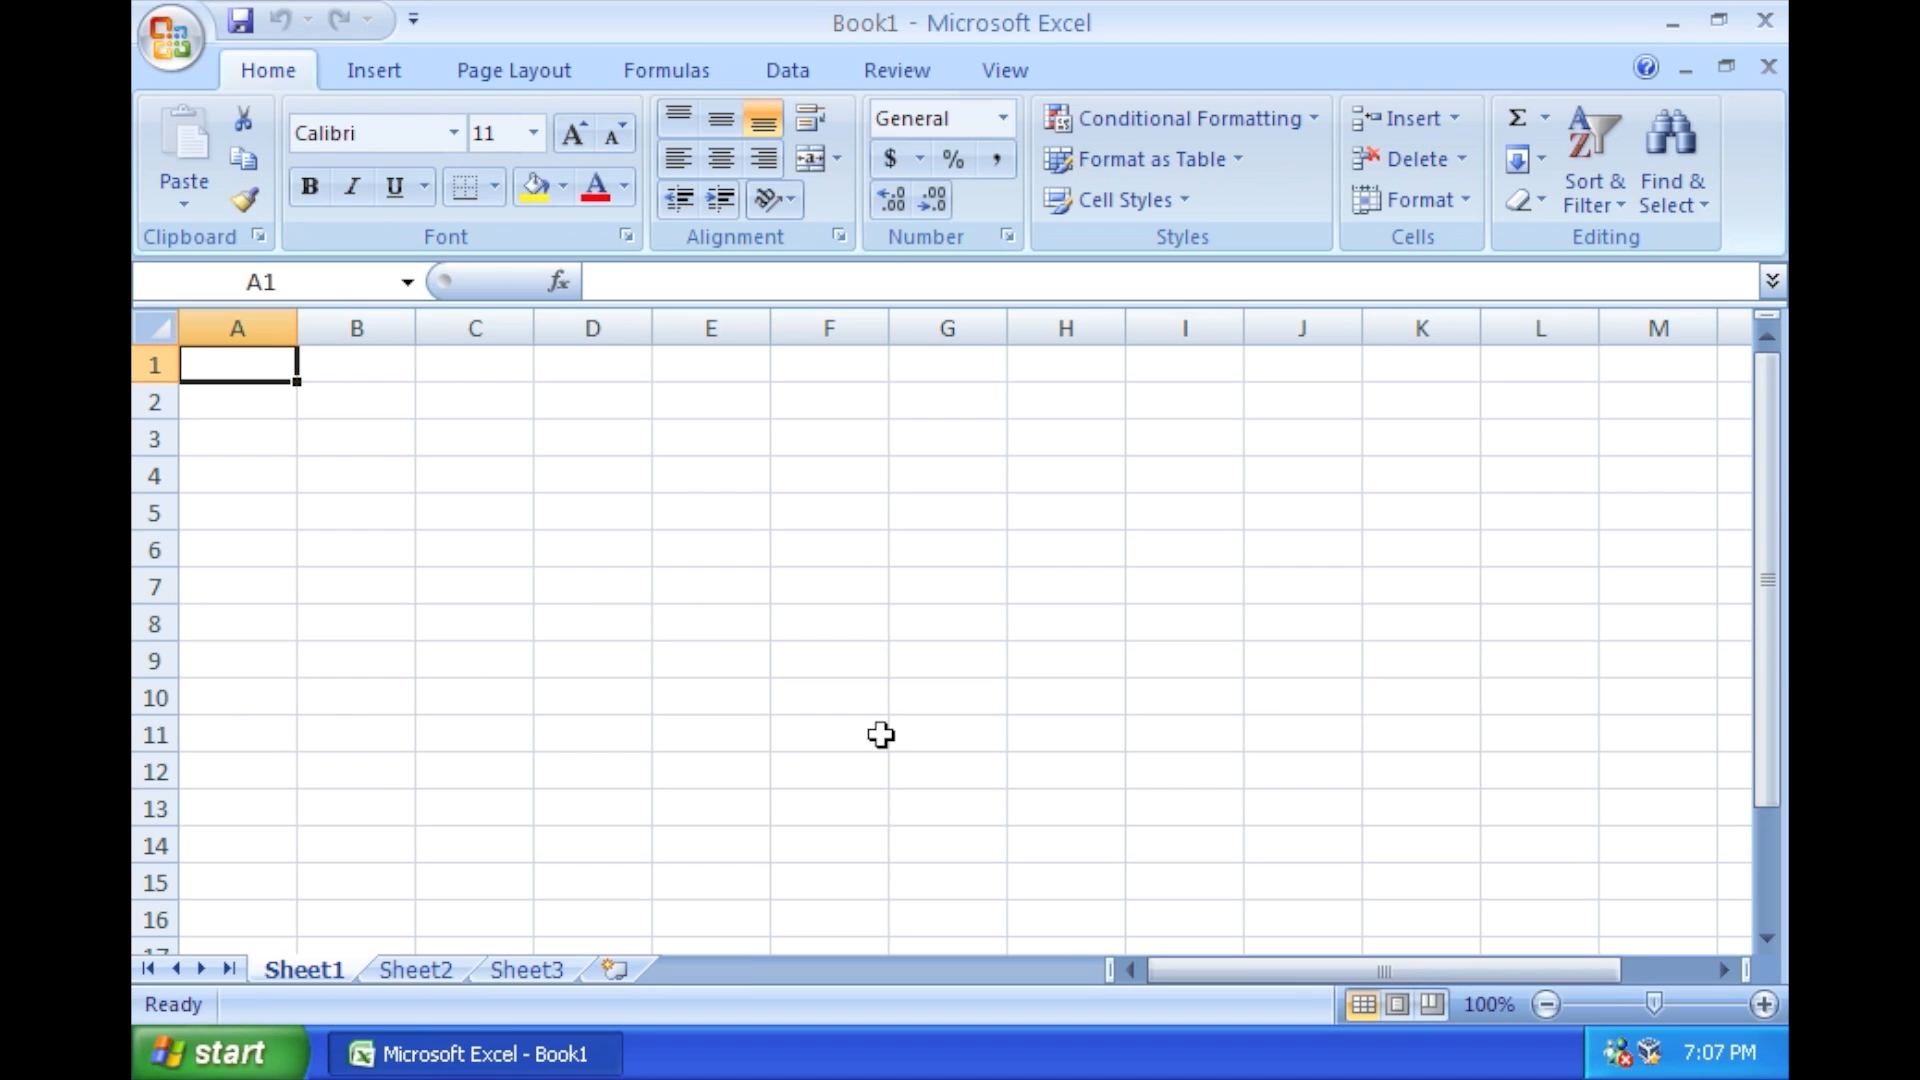 Book1 - Microsoft Excel
Home Insert Page Layout Formulas Data Review View
Paste
Clipboard
Calibri 11
A A
B I U A
Font
Alignment
General
$ % ,
.0 .00
.00 .0
Number
Conditional Formatting
Format as Table
Cell Styles
Styles
Insert
Delete
Format
Cells
Σ
A
Z
Sort & Filter
Find & Select
Editing
A1 fx
A B C D E F G H I J K L M
1
2
3
4
5
6
7
8
9
10
11
12
13
14
15
16
17
Sheet1 Sheet2 Sheet3
Ready 100%
start Microsoft Excel - Book1 7:07 PM